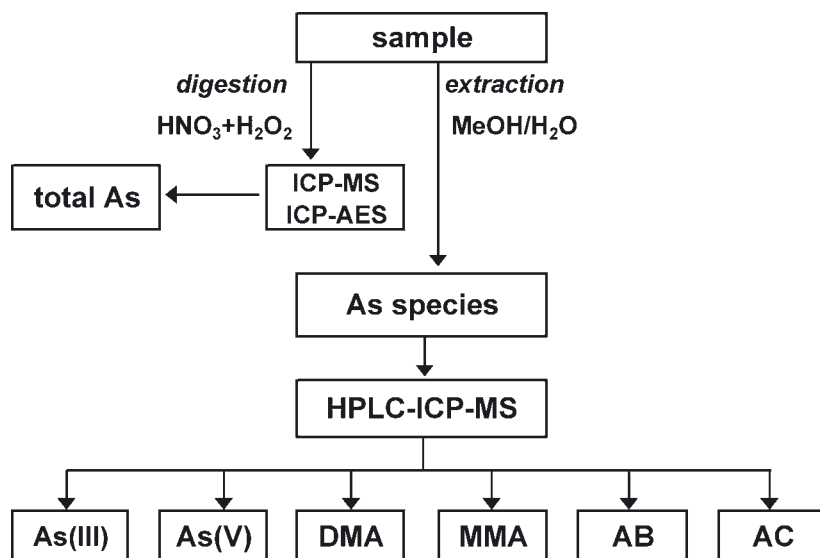 sample
digestion
extraction
HNO₃+H₂O₂
MeOH/H₂O
ICP-MS
ICP-AES
total As
As species
HPLC-ICP-MS
As(III)
As(V)
DMA
MMA
AB
AC